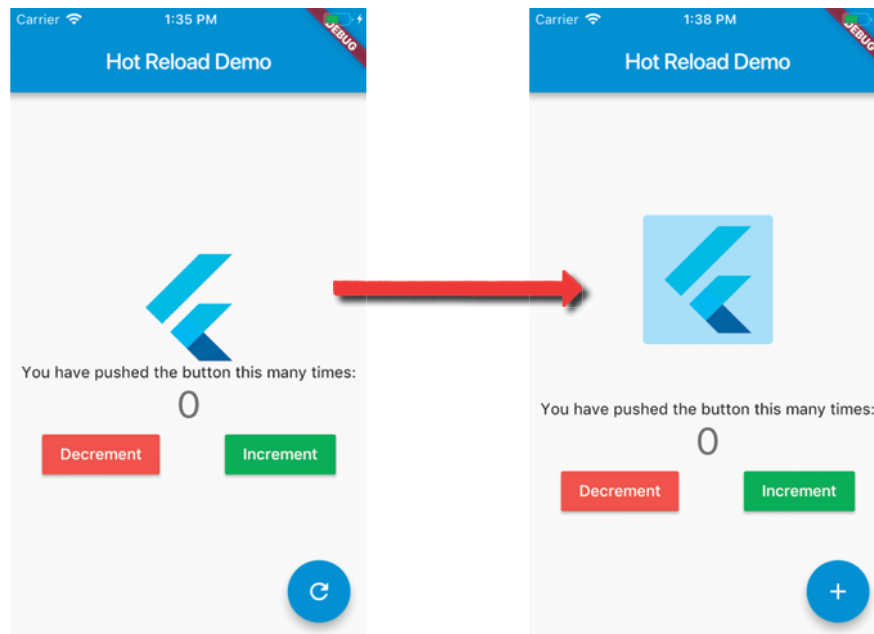 Carrier 1:35 PM
DEBUG
Hot Reload Demo
You have pushed the button this many times:
0
Decrement Increment
Carrier 1:38 PM
DEBUG
Hot Reload Demo
You have pushed the button this many times:
0
Decrement Increment